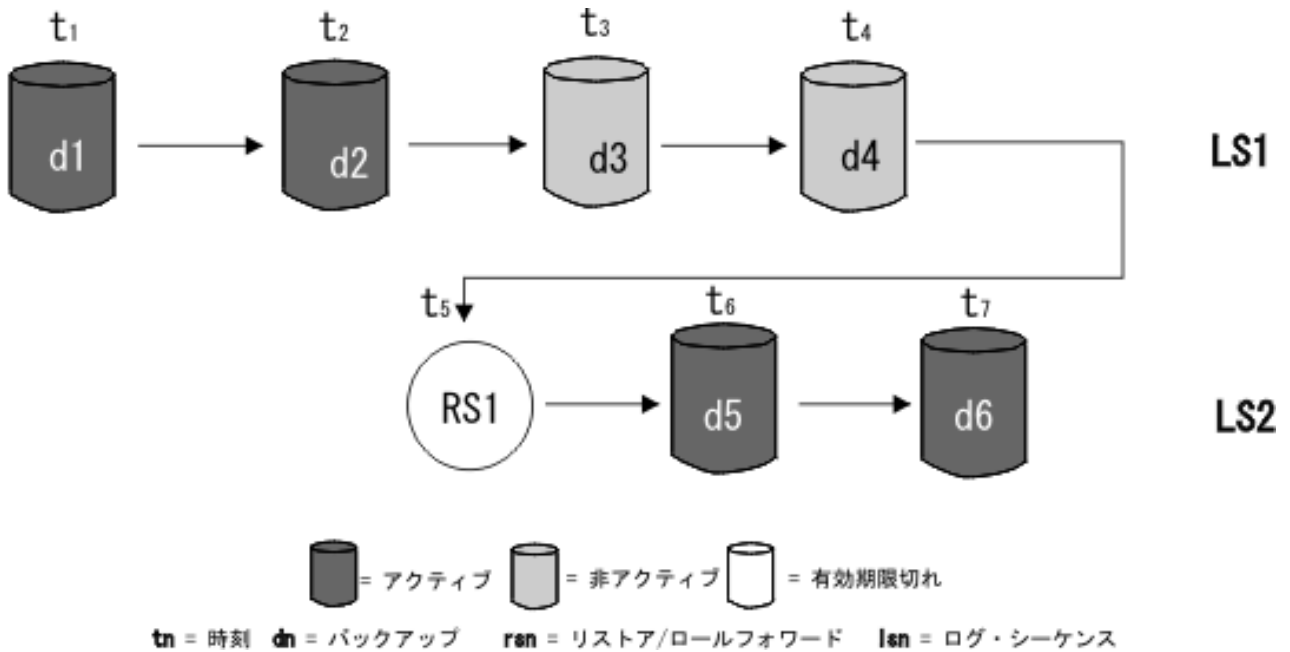 t1 t2 t3 t4
d1 d2 d3 d4 LS1
t5 t6 t7
RS1 d5 d6 LS2
= アクティブ = 非アクティブ = 有効期限切れ
tn = 時刻 dn = バックアップ rsn = リストア/ロールフォワード lsn = ログ・シーケンス